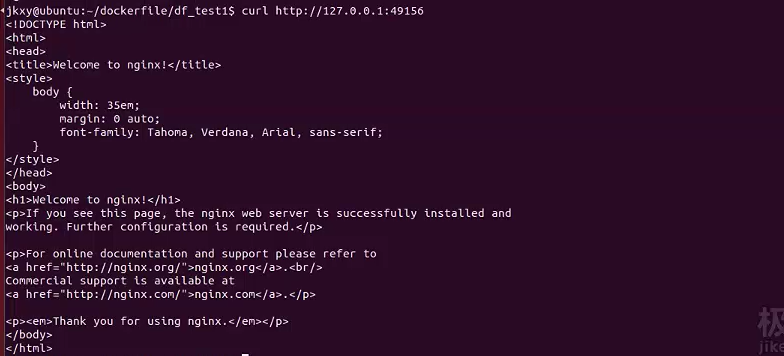 jkxy@ubuntu:~/dockerfile/df_test1$ curl http://127.0.0.1:49156
<!DOCTYPE html>
<html>
<head>
<title>Welcome to nginx!</title>
<style>
    body {
        width: 35em;
        margin: 0 auto;
        font-family: Tahoma, Verdana, Arial, sans-serif;
    }
</style>
</head>
<body>
<h1>Welcome to nginx!</h1>
<p>If you see this page, the nginx web server is successfully installed and
working. Further configuration is required.</p>

<p>For online documentation and support please refer to
<a href="http://nginx.org/">nginx.org</a>.<br/>
Commercial support is available at
<a href="http://nginx.com/">nginx.com</a>.</p>

<p><em>Thank you for using nginx.</em></p>
</body>
</html>
极
jike